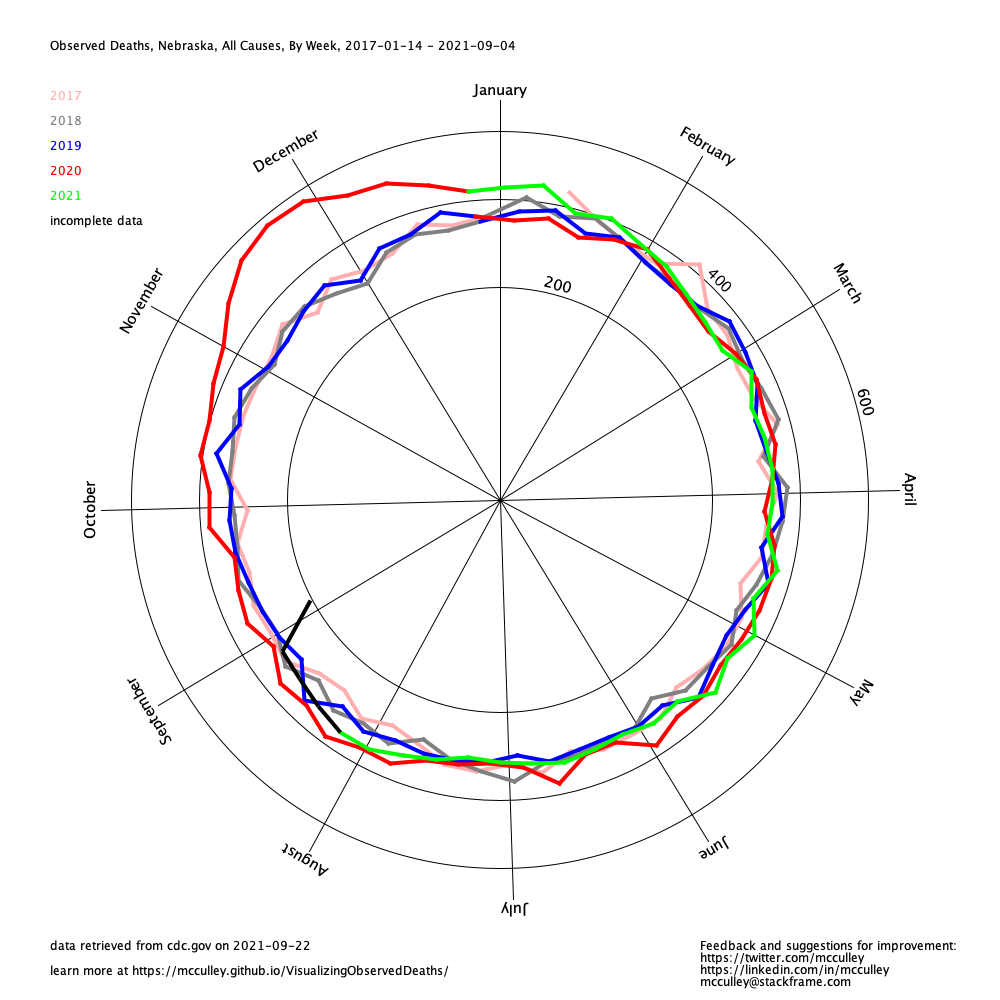 Observed Deaths, Nebraska, All Causes, By Week, 2017-01-14 - 2021-09-04
2017
2018
2019
2020
2021
incomplete data
January
February
March
April
May
June
July
August
September
October
November
December
200
400
600
data retrieved from cdc.gov on 2021-09-22
learn more at https://mcculley.github.io/VisualizingObservedDeaths/
Feedback and suggestions for improvement:
https://twitter.com/mcculley
https://linkedin.com/in/mcculley
mcculley@stackframe.com